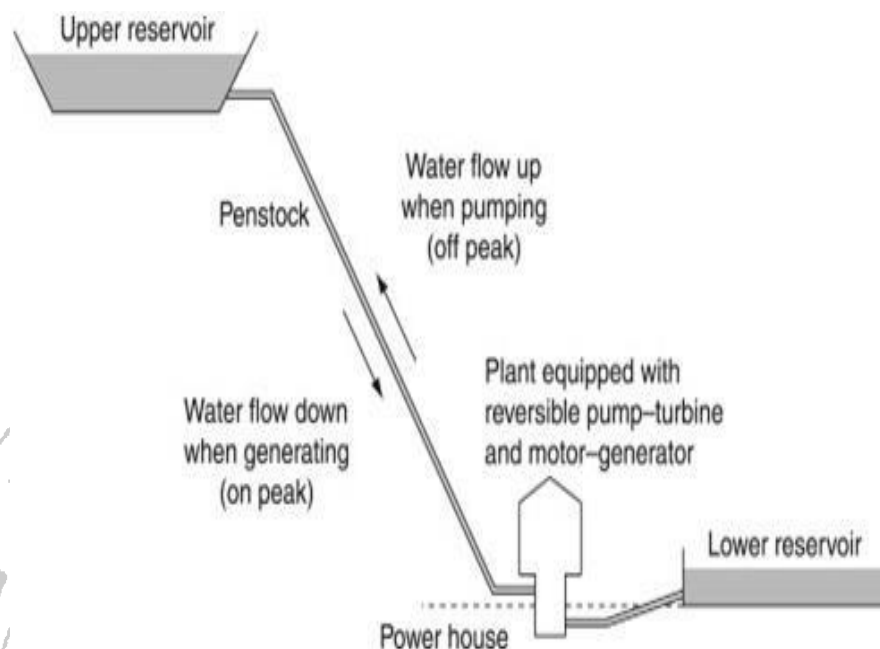 Upper reservoir
Penstock
Water flow up
when pumping
(off peak)
Water flow down
when generating
(on peak)
Plant equipped with
reversible pump–turbine
and motor–generator
Lower reservoir
Power house